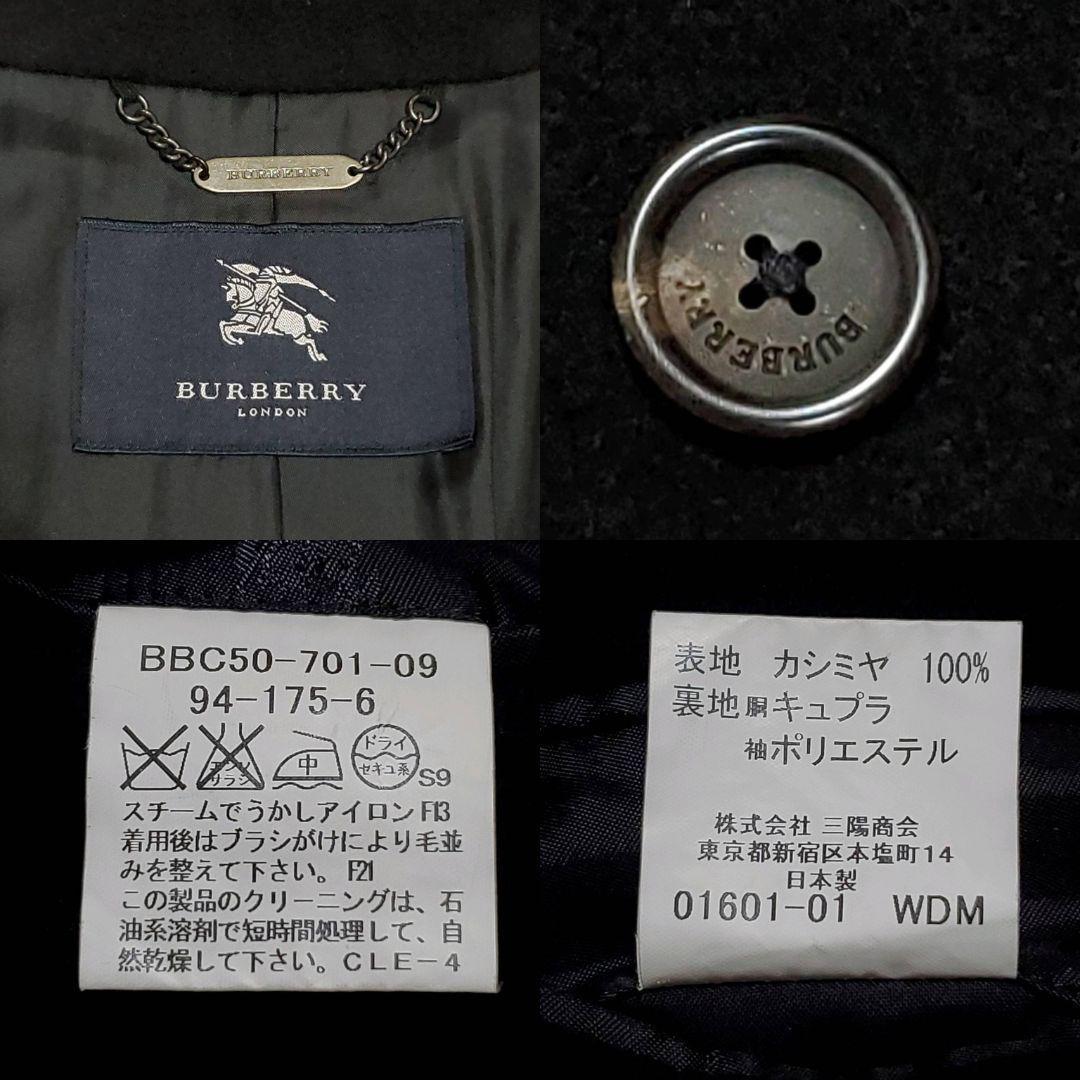 BURBERRY
BURBERRY
LONDON
BURBERRY
BBC50-701-09
94-175-6
エンソ
サラシ
中
ドライ
セキユ系
S9
スチームでうかしアイロン F13
着用後はブラシがけにより毛並
みを整えて下さい。 F21
この製品のクリーニングは、石
油系溶剤で短時間処理して、自
然乾燥して下さい。CLE-4
表地 カシミヤ 100%
裏地 胴 キュプラ
袖 ポリエステル
株式会社 三陽商会
東京都新宿区本塩町14
日本製
01601-01 WDM